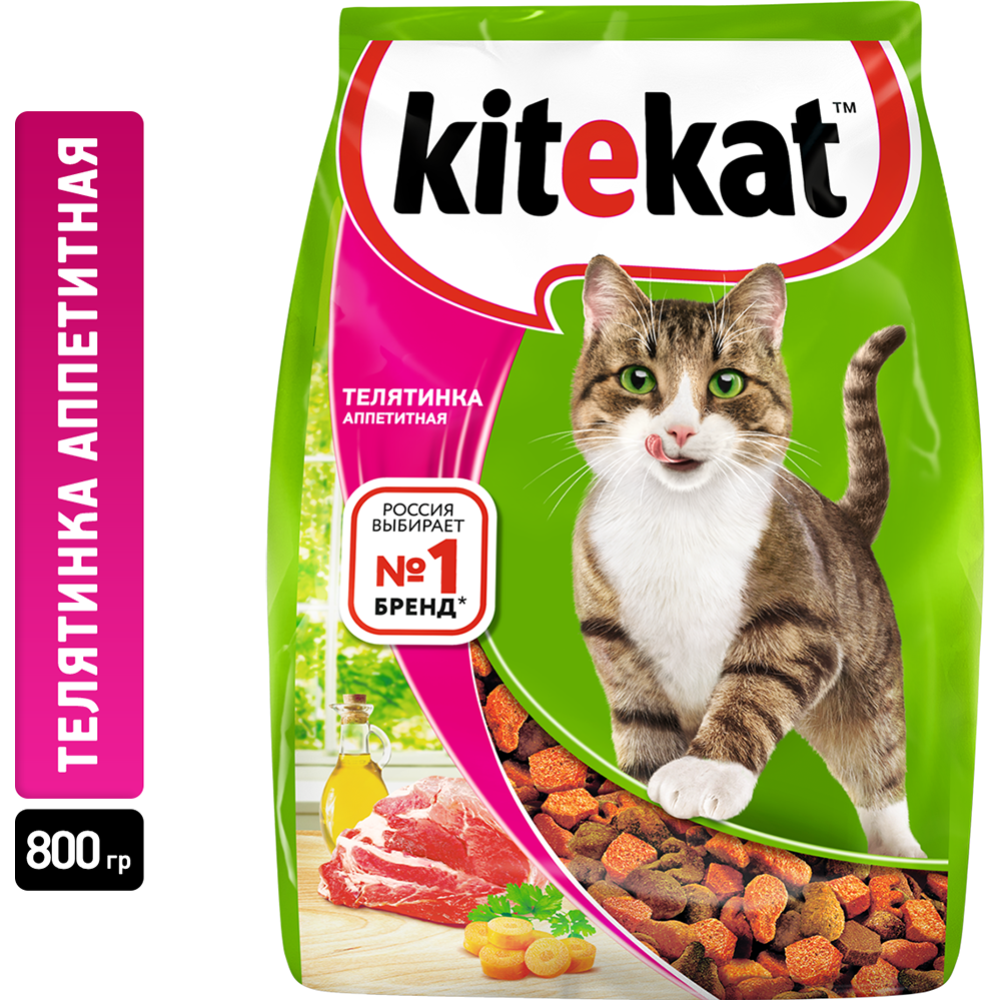 ТЕЛЯТИНКА АППЕТИТНАЯ
800 гр
kitekat™
ТЕЛЯТИНКА
АППЕТИТНАЯ
РОССИЯ
ВЫБИРАЕТ
№1
БРЕНД*